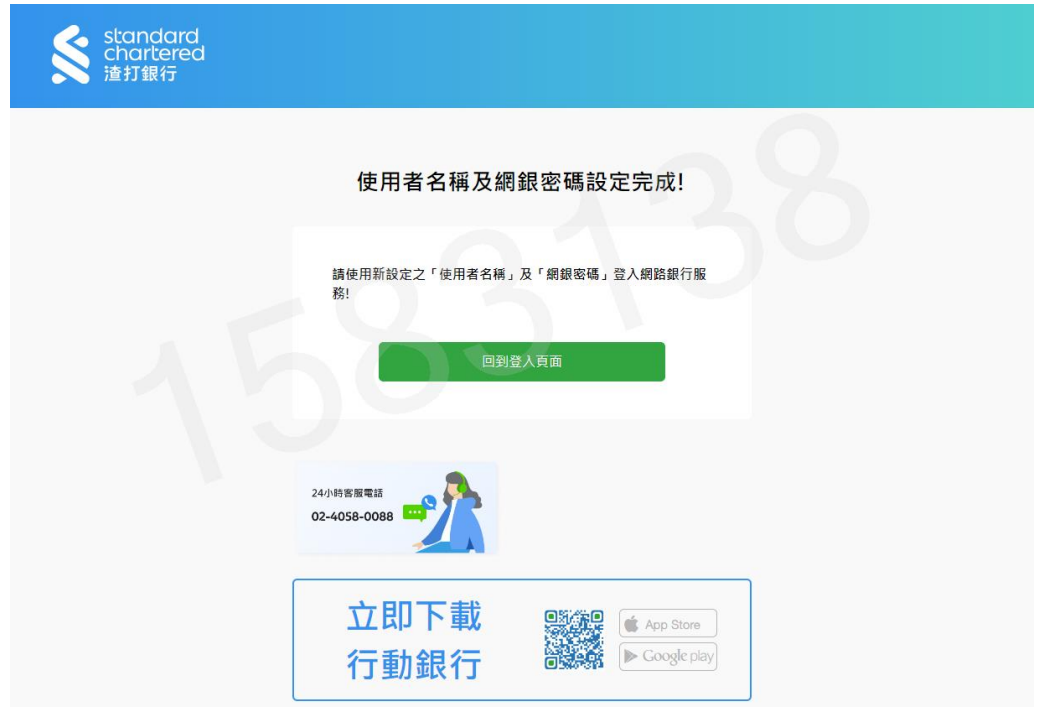 standard
chartered
渣打銀行
使用者名稱及網銀密碼設定完成!
請使用新設定之「使用者名稱」及「網銀密碼」登入網路銀行服
務!
回到登入頁面
1583138
24小時客服電話
02-4058-0088
立即下載
行動銀行
App Store
Google play